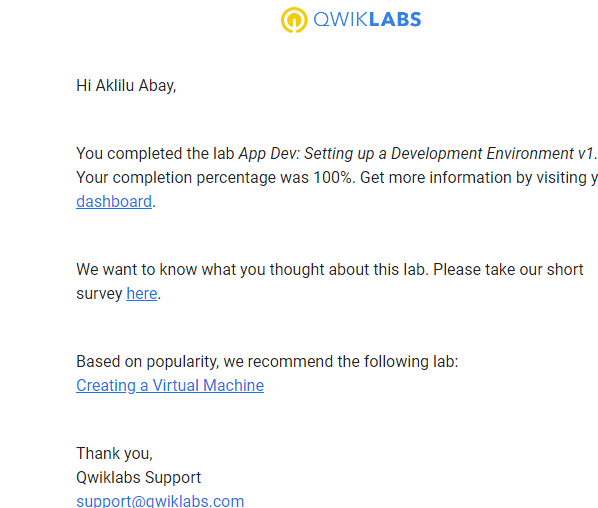 QWIKLABS
Hi Aklilu Abay,
You completed the lab App Dev: Setting up a Development Environment v1.
Your completion percentage was 100%. Get more information by visiting y
dashboard.
We want to know what you thought about this lab. Please take our short
survey here.
Based on popularity, we recommend the following lab:
Creating a Virtual Machine
Thank you,
Qwiklabs Support
support@qwiklabs.com